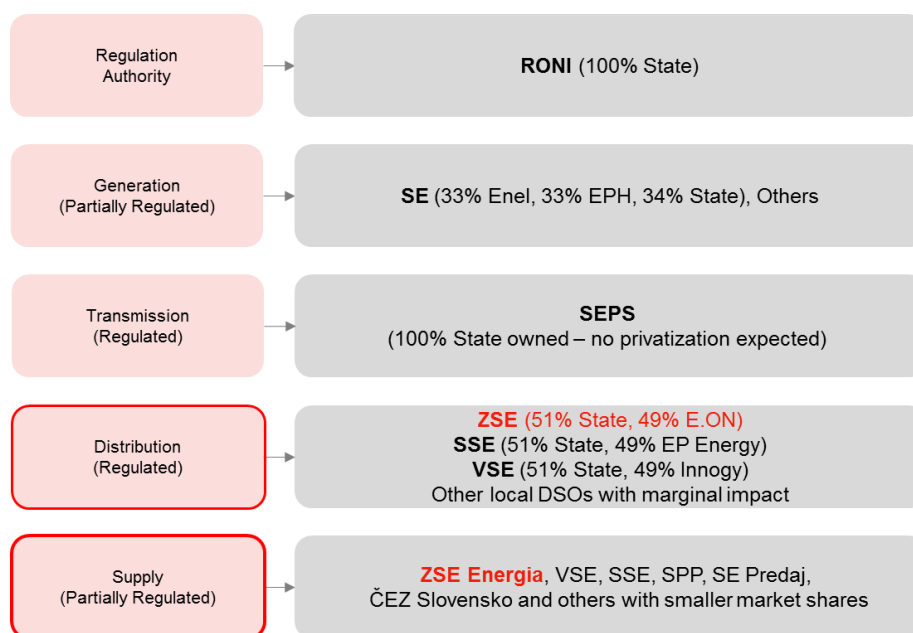 Regulation
Authority
RONI (100% State)
Generation
(Partially Regulated)
SE (33% Enel, 33% EPH, 34% State), Others
Transmission
(Regulated)
SEPS
(100% State owned – no privatization expected)
Distribution
(Regulated)
ZSE (51% State, 49% E.ON)
SSE (51% State, 49% EP Energy)
VSE (51% State, 49% Innogy)
Other local DSOs with marginal impact
Supply
(Partially Regulated)
ZSE Energia, VSE, SSE, SPP, SE Predaj,
ČEZ Slovensko and others with smaller market shares